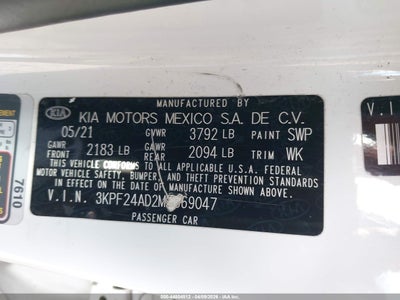 MANUFACTURED BY
KIA KIA MOTORS MEXICO S.A. DE C.V.
05/21 GVWR 3792 LB PAINT SWP
GAWR FRONT 2183 LB GAWR REAR 2094 LB TRIM WK
THIS VEHICLE CONFORMS TO ALL APPLICABLE U.S. FEDERAL
MOTOR VEHICLE SAFETY, BUMPER, AND THEFT PREVENTION STANDARDS
IN EFFECT ON THE DATE OF MANUFACTURE SHOWN ABOVE.
V.I.N. 
PASSENGER CAR
7610
V.I.